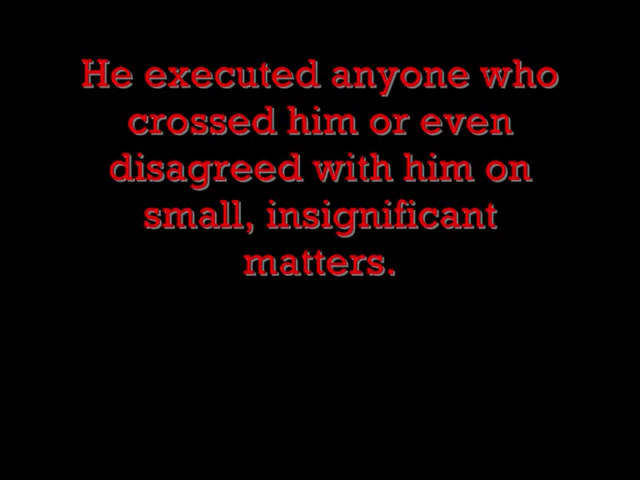 He executed anyone who
crossed him or even
disagreed with him on
small, insignificant
matters.